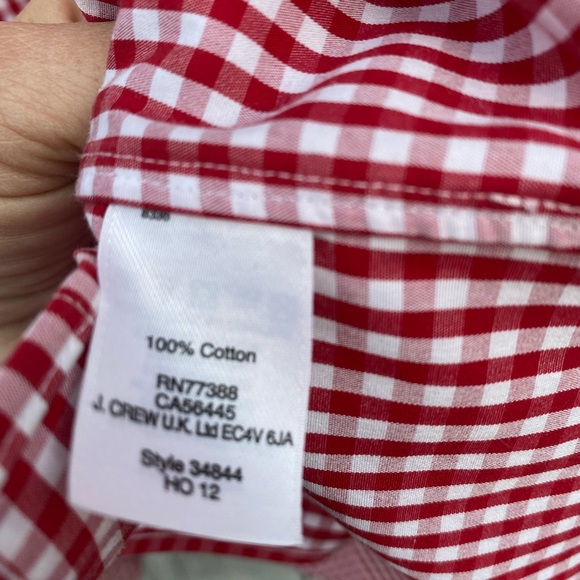 100% Cotton
RN77388
CA56445
J. CREW U.K. Ltd EC4V 6JA
Style 34844
HO 12